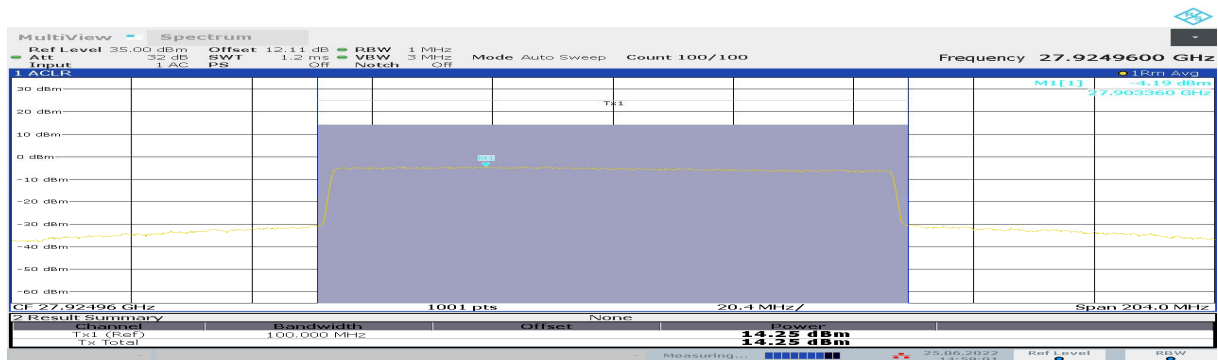 MultiView Spectrum
Ref Level 35.00 dBm Offset 12.11 dB RBW 1 MHz
Att 32 dB SWT 1.2 ms VBW 3 MHz Mode Auto Sweep Count 100/100 Frequency 27.9249600 GHz
Input 1 AC PS Off Notch Off
1 ACLR 1Rm Avg
M1[1] -4.19 dBm
27.903360 GHz
30 dBm
Tx1
20 dBm
10 dBm
0 dBm
M1
-10 dBm
-20 dBm
-30 dBm
-40 dBm
-50 dBm
-60 dBm
CF 27.92496 GHz 1001 pts 20.4 MHz/ Span 204.0 MHz
2 Result Summary None
Channel Bandwidth Offset Power
Tx1 (Ref) 100.000 MHz 14.25 dBm
Tx Total 14.25 dBm
Measuring... 25.06.2022 Ref Level RBW
14:59:01